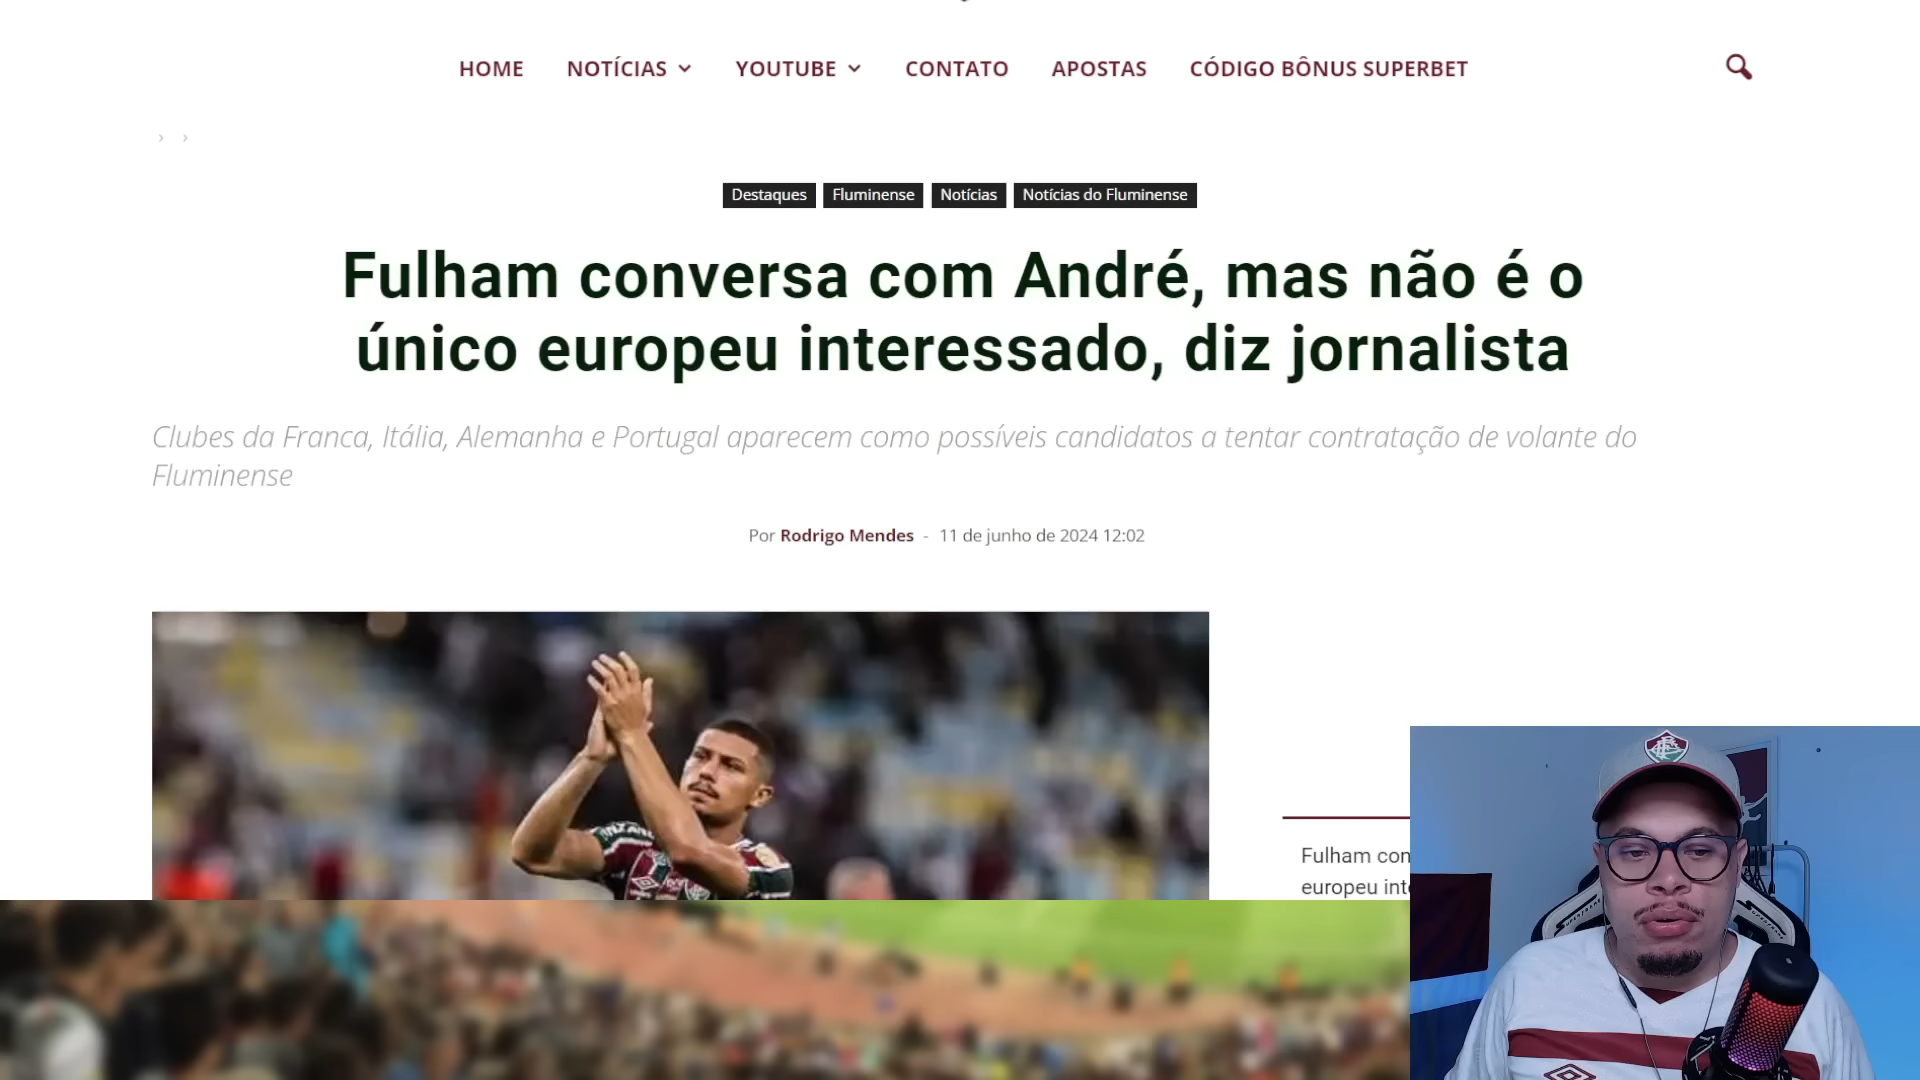 HOME NOTÍCIAS YOUTUBE CONTATO APOSTAS CÓDIGO BÔNUS SUPERBET
Destaques Fluminense Notícias Notícias do Fluminense
Fulham conversa com André, mas não é o
único europeu interessado, diz jornalista
Clubes da Franca, Itália, Alemanha e Portugal aparecem como possíveis candidatos a tentar contratação de volante do
Fluminense
Por Rodrigo Mendes - 11 de junho de 2024 12:02
Fulham con
europeu int